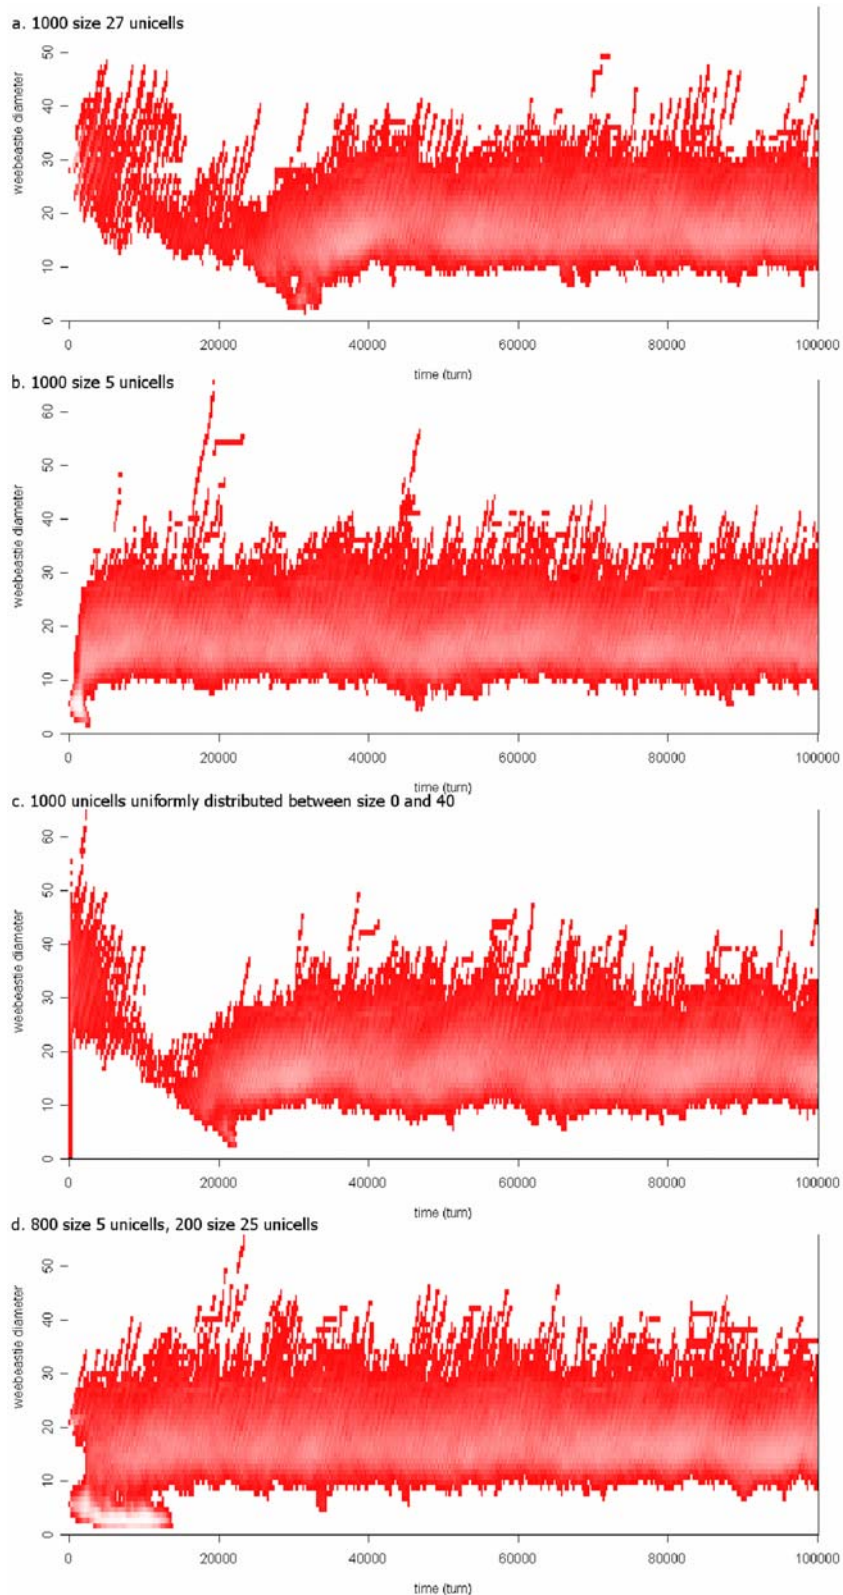 a. 1000 size 27 unicells
weebeastie diameter
50
40
30
20
10
0
0 20000 40000 60000 80000 100000
time (turn)
b. 1000 size 5 unicells
weebeastie diameter
60
50
40
30
20
10
0
0 20000 40000 60000 80000 100000
time (turn)
c. 1000 unicells uniformly distributed between size 0 and 40
weebeastie diameter
60
50
40
30
20
10
0
0 20000 40000 60000 80000 100000
time (turn)
d. 800 size 5 unicells, 200 size 25 unicells
weebeastie diameter
50
40
30
20
10
0
0 20000 40000 60000 80000 100000
time (turn)